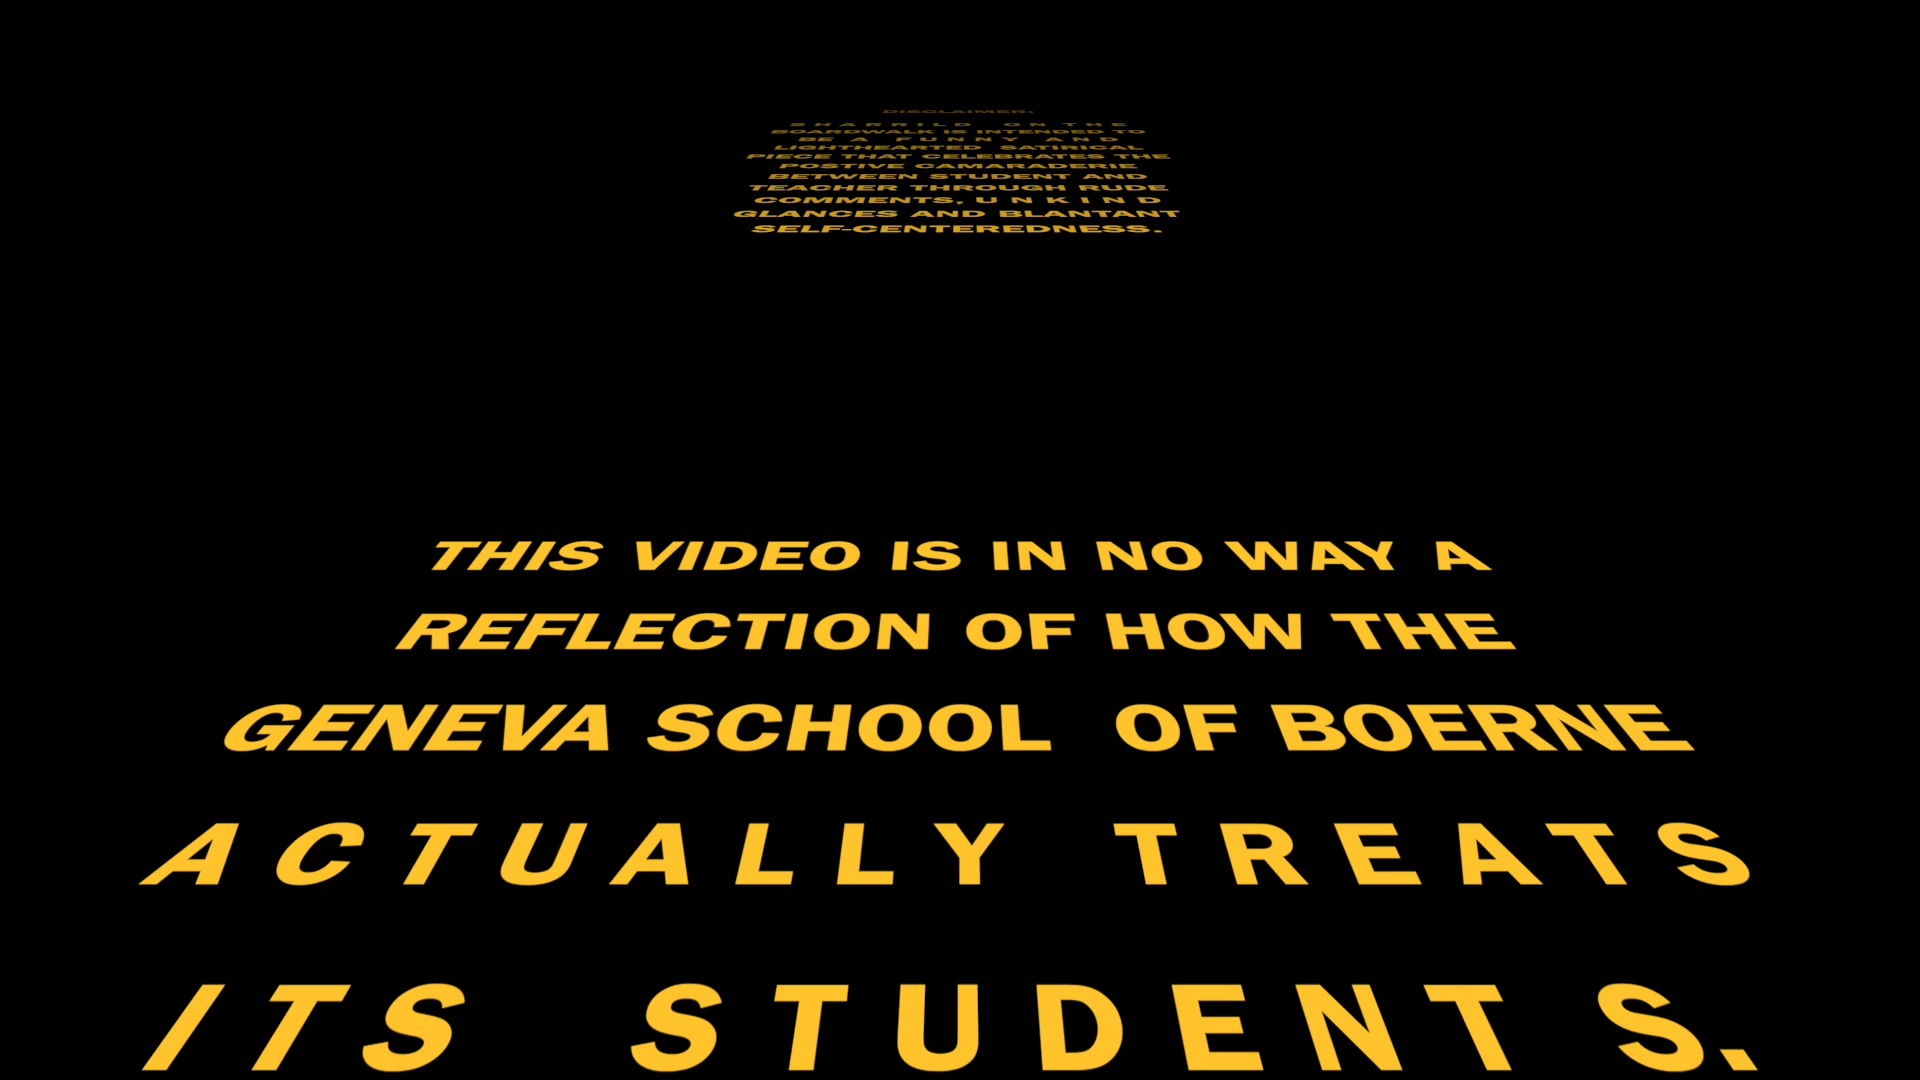 DISCLAIMER:
SHARRILD ON THE
BOARDWALK IS INTENDED TO
BE A FUNNY AND
LIGHTHEARTED SATIRICAL
PIECE THAT CELEBRATES THE
POSTIVE CAMARADERIE
BETWEEN STUDENT AND
TEACHER THROUGH RUDE
COMMENTS, UNKIND
GLANCES AND BLANTANT
SELF-CENTEREDNESS.
THIS VIDEO IS IN NO WAY A
REFLECTION OF HOW THE
GENEVA SCHOOL OF BOERNE
ACTUALLY TREATS
ITS STUDENTS.